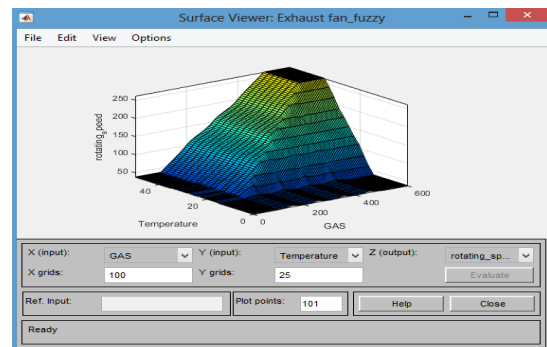 Surface Viewer: Exhaust fan_fuzzy
File Edit View Options
250
200
150
100
50
rotating_speed
40
20
0
Temperature
0
200
400
600
GAS
X (input): GAS Y (input): Temperature Z (output): rotating_sp...
X grids: 100 Y grids: 25 Evaluate
Ref. Input: Plot points: 101 Help Close
Ready